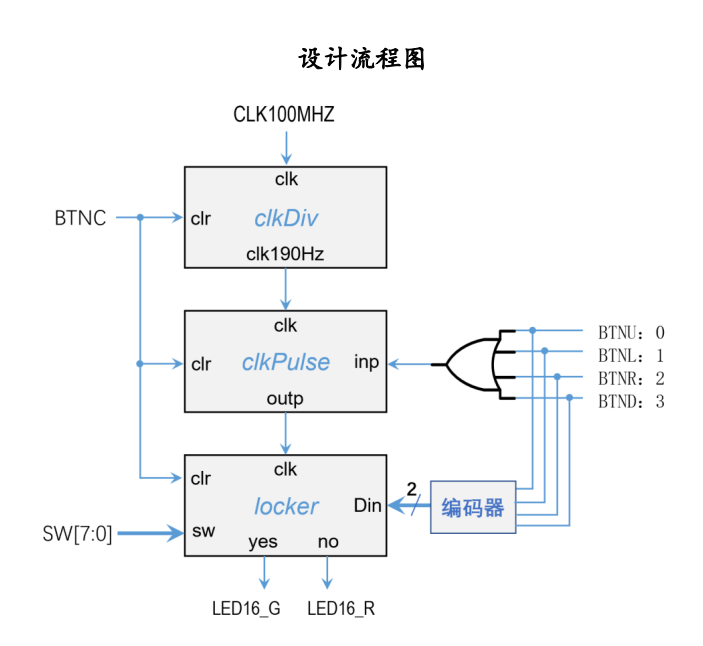 设计流程图
CLK100MHZ
clk
BTNC
clr
clkDiv
clk190Hz
clk
clr
clkPulse
inp
outp
BTNU: 0
BTNL: 1
BTNR: 2
BTND: 3
clk
clr
locker
Din
2
编码器
SW[7:0]
sw
yes
no
LED16_G
LED16_R